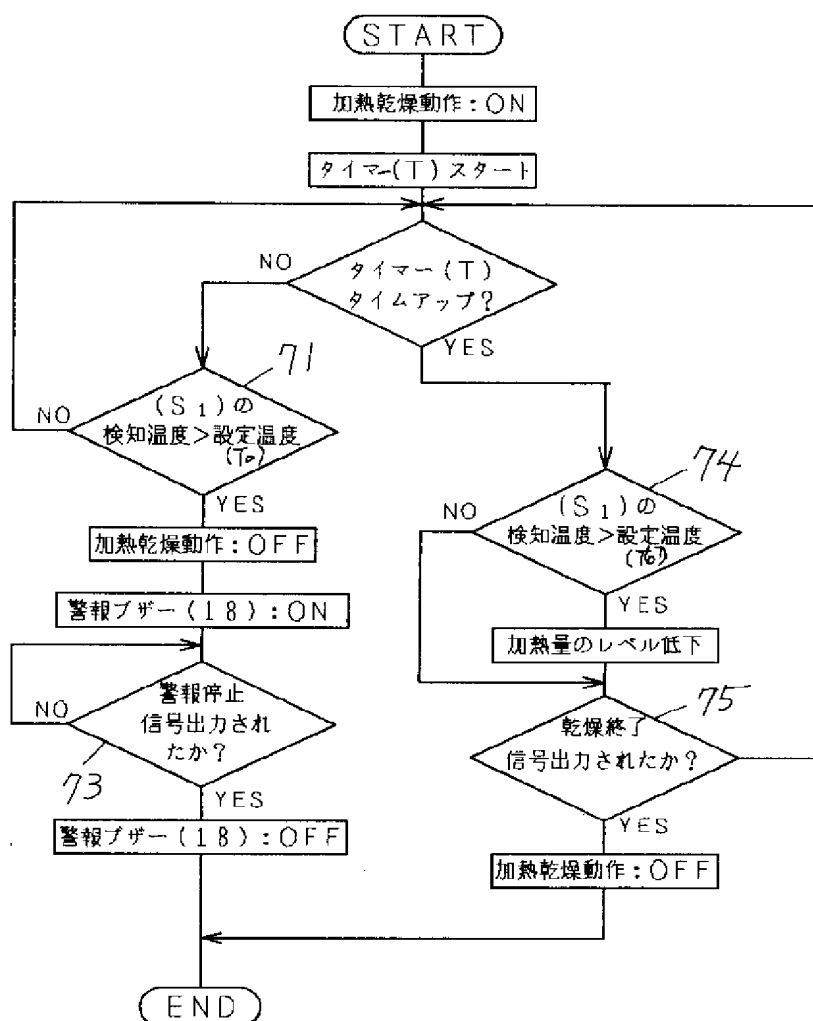 START
加熱乾燥動作:ON
タイマー(T)スタート
NO
タイマー(T)
タイムアップ?
YES
71
NO
(S1)の
検知温度>設定温度
(T0)
YES
加熱乾燥動作:OFF
警報ブザー(18):ON
NO
警報停止
信号出力され
たか?
73
YES
警報ブザー(18):OFF
74
NO
(S1)の
検知温度>設定温度
YES
加熱量のレベル低下
75
乾燥終了
信号出力されたか?
YES
加熱乾燥動作:OFF
END